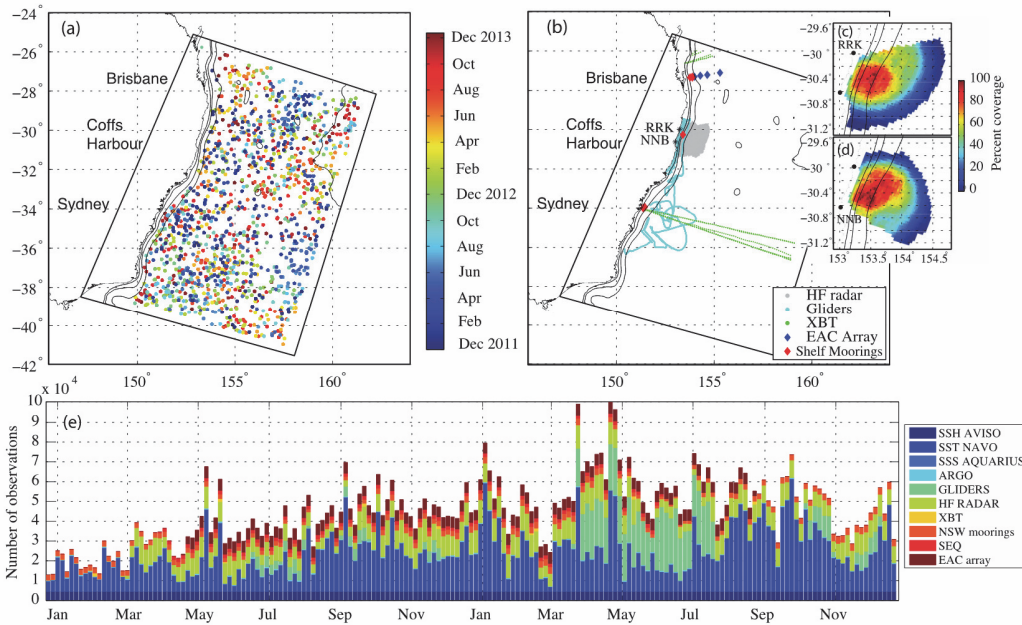 (a)
−24°
−26°
−28°
−30°
−32°
−34°
−36°
−38°
−40°
−42°
150°
155°
160°
Brisbane
Coffs
Harbour
Sydney
Dec 2013
Oct
Aug
Jun
Apr
Feb
Dec 2012
Oct
Aug
Jun
Apr
Feb
Dec 2011
(b)
Brisbane
Coffs
Harbour
Sydney
RRK
NNB
150°
155°
160°
HF radar
Gliders
XBT
EAC Array
Shelf Moorings
(c)
RRK
−29.6
−30
−30.4
−30.8
−31.2
(d)
NNB
−30
−30.4
−30.8
−31.2
153
153.5
154
154.5
100
80
60
40
20
0
Percent coverage
x 10⁴
(e)
10
9
8
7
6
5
4
3
2
1
0
Number of observations
Jan Mar May Jul Sep Nov Jan Mar May Jul Sep Nov
SSH AVISO
SST NAVO
SSS AQUARIUS
ARGO
GLIDERS
HF RADAR
XBT
NSW moorings
SEQ
EAC array